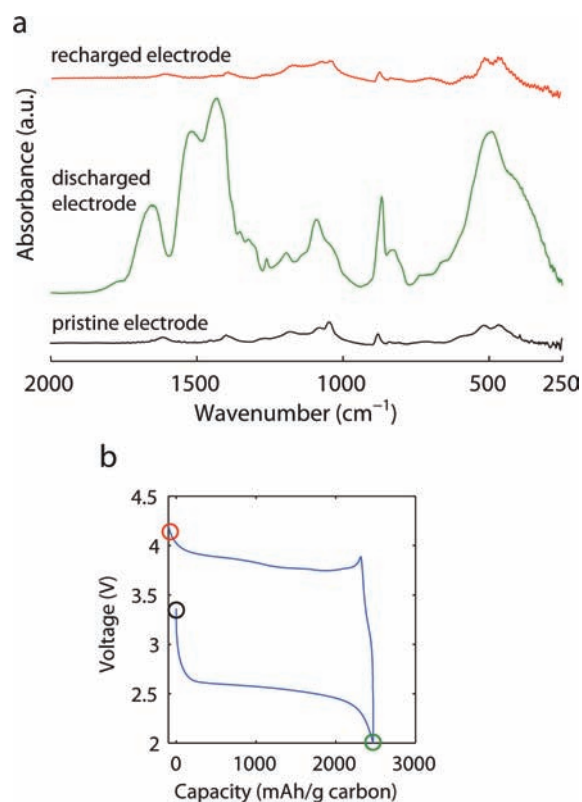 a
recharged electrode
discharged
electrode
pristine electrode
Absorbance (a.u.)
2000 1500 1000 500 250
Wavenumber (cm⁻¹)
b
4.5
4
3.5
3
2.5
2
Voltage (V)
0 1000 2000 3000
Capacity (mAh/g carbon)